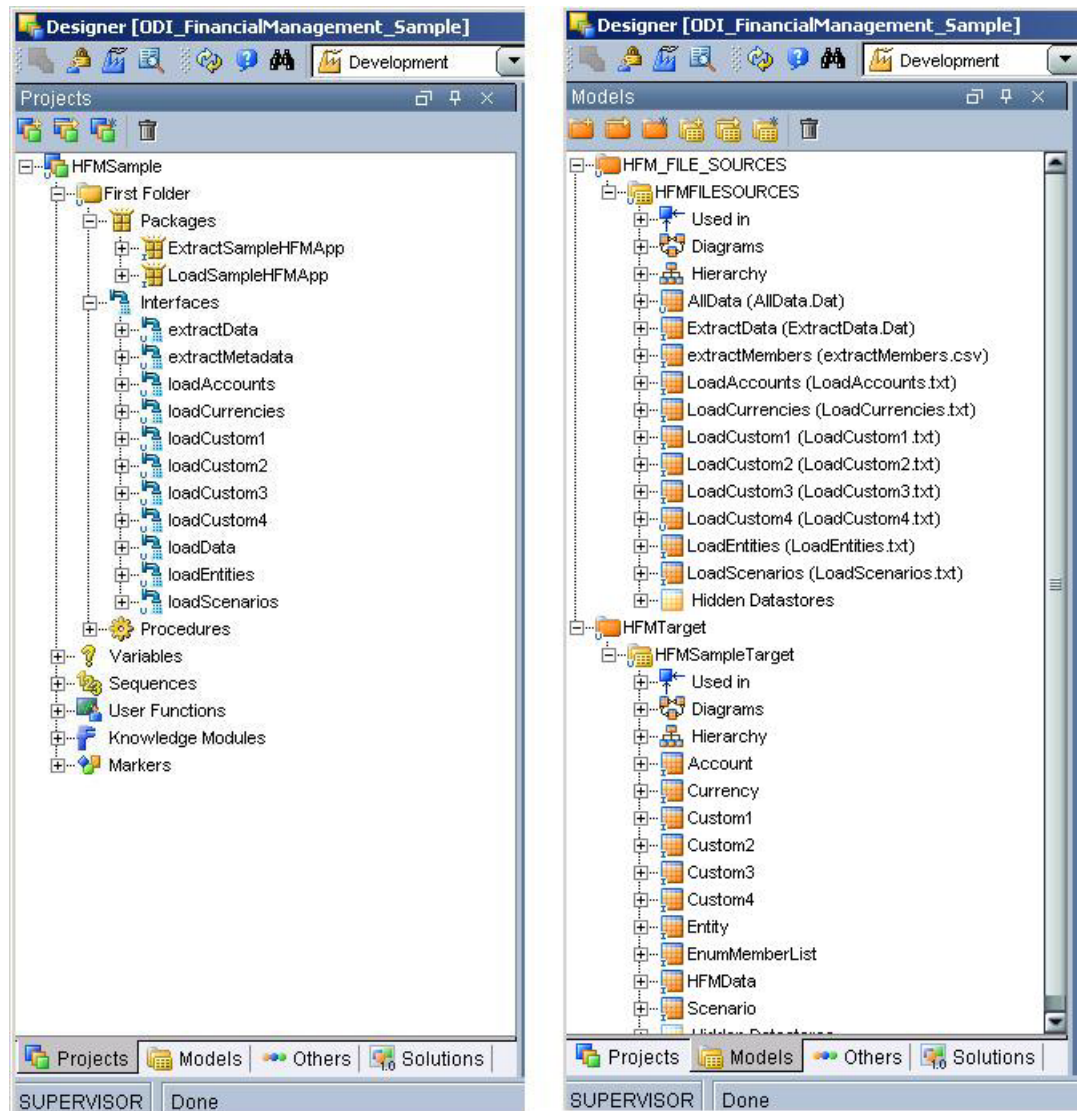 Designer [ODI_FinancialManagement_Sample]
Development
Projects
HFMSample
First Folder
Packages
ExtractSampleHFMApp
LoadSampleHFMApp
Interfaces
extractData
extractMetadata
loadAccounts
loadCurrencies
loadCustom1
loadCustom2
loadCustom3
loadCustom4
loadData
loadEntities
loadScenarios
Procedures
Variables
Sequences
User Functions
Knowledge Modules
Markers
Projects
Models
Others
Solutions
SUPERVISOR
Done
Designer [ODI_FinancialManagement_Sample]
Development
Models
HFM_FILE_SOURCES
HFMFILESOURCES
Used in
Diagrams
Hierarchy
AllData (AllData.Dat)
ExtractData (ExtractData.Dat)
extractMembers (extractMembers.csv)
LoadAccounts (LoadAccounts.txt)
LoadCurrencies (LoadCurrencies.txt)
LoadCustom1 (LoadCustom1.txt)
LoadCustom2 (LoadCustom2.txt)
LoadCustom3 (LoadCustom3.txt)
LoadCustom4 (LoadCustom4.txt)
LoadEntities (LoadEntities.txt)
LoadScenarios (LoadScenarios.txt)
Hidden Datastores
HFMTarget
HFMSampleTarget
Used in
Diagrams
Hierarchy
Account
Currency
Custom1
Custom2
Custom3
Custom4
Entity
EnumMemberList
HFMData
Scenario
Hidden Datastores
Projects
Models
Others
Solutions
SUPERVISOR
Done